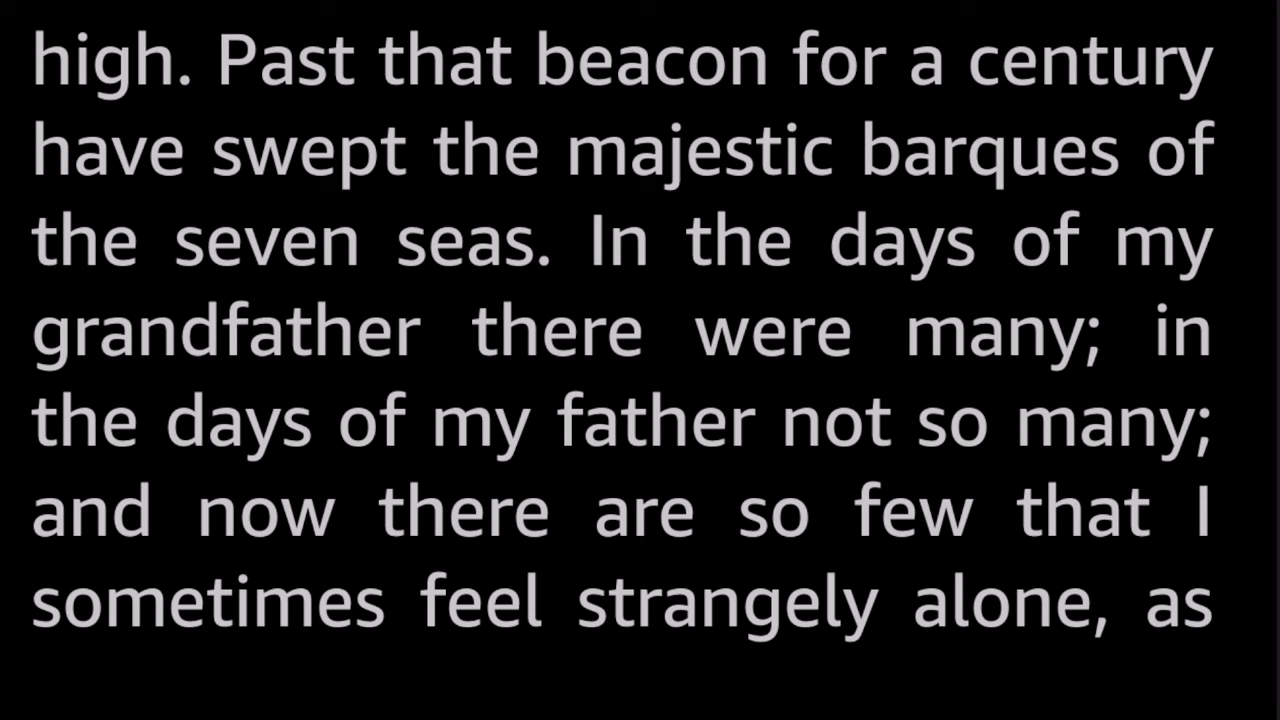 high. Past that beacon for a century
have swept the majestic barques of
the seven seas. In the days of my
grandfather there were many; in
the days of my father not so many;
and now there are so few that I
sometimes feel strangely alone, as